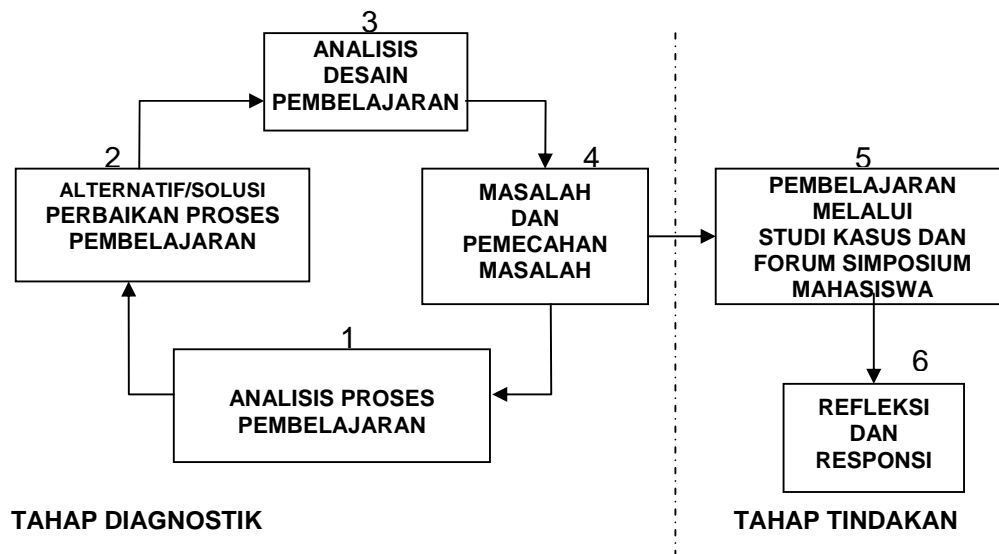 3
ANALISIS
DESAIN
PEMBELAJARAN
2
ALTERNATIF/SOLUSI
PERBAIKAN PROSES
PEMBELAJARAN
4
MASALAH
DAN
PEMECAHAN
MASALAH
5
PEMBELAJARAN
MELALUI
STUDI KASUS DAN
FORUM SIMPOSIUM
MAHASISWA
1
ANALISIS PROSES
PEMBELAJARAN
6
REFLEKSI
DAN
RESPONSI
TAHAP DIAGNOSTIK
TAHAP TINDAKAN